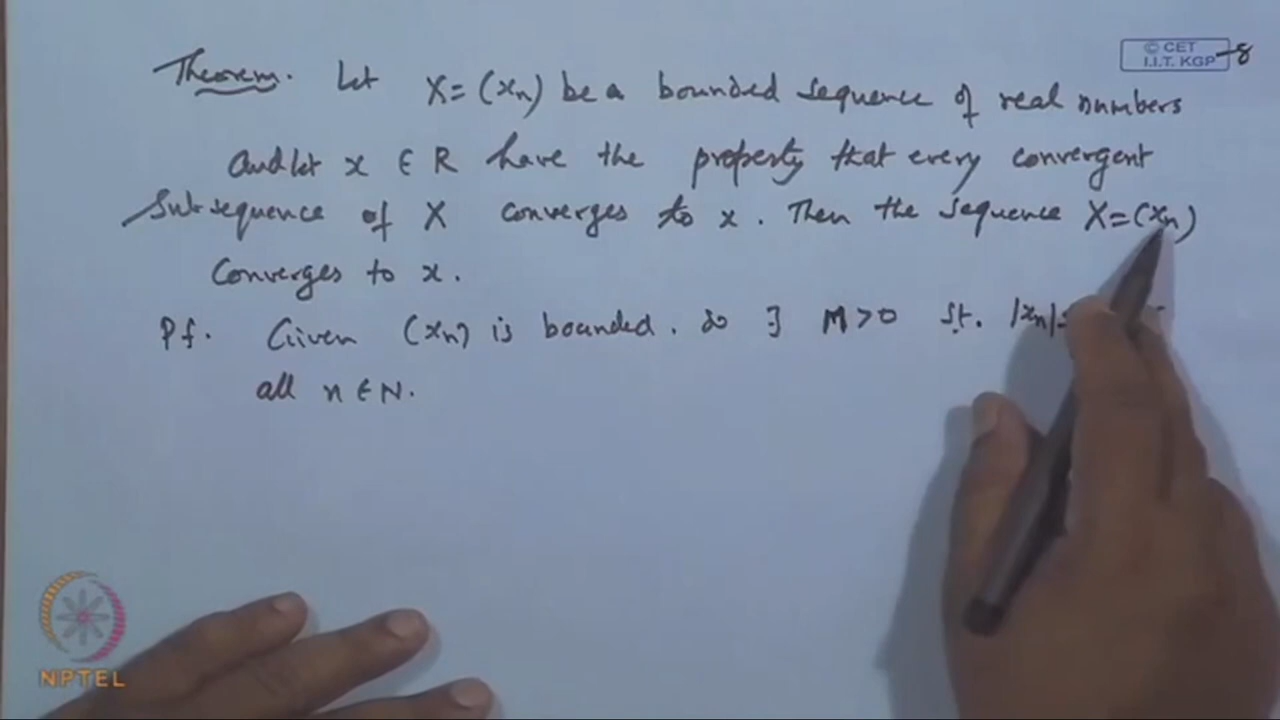 © CET
I.I.T. KGP
-8
Theorem. Let X=(xn) be a bounded sequence of real numbers
and let x ∈ R have the property that every convergent
Subsequence of X converges to x. Then the sequence X=(xn)
Converges to x.
Pf. Given (xn) is bounded. So ∃ M>0 st. |xn|
all n ∈ N.
NPTEL